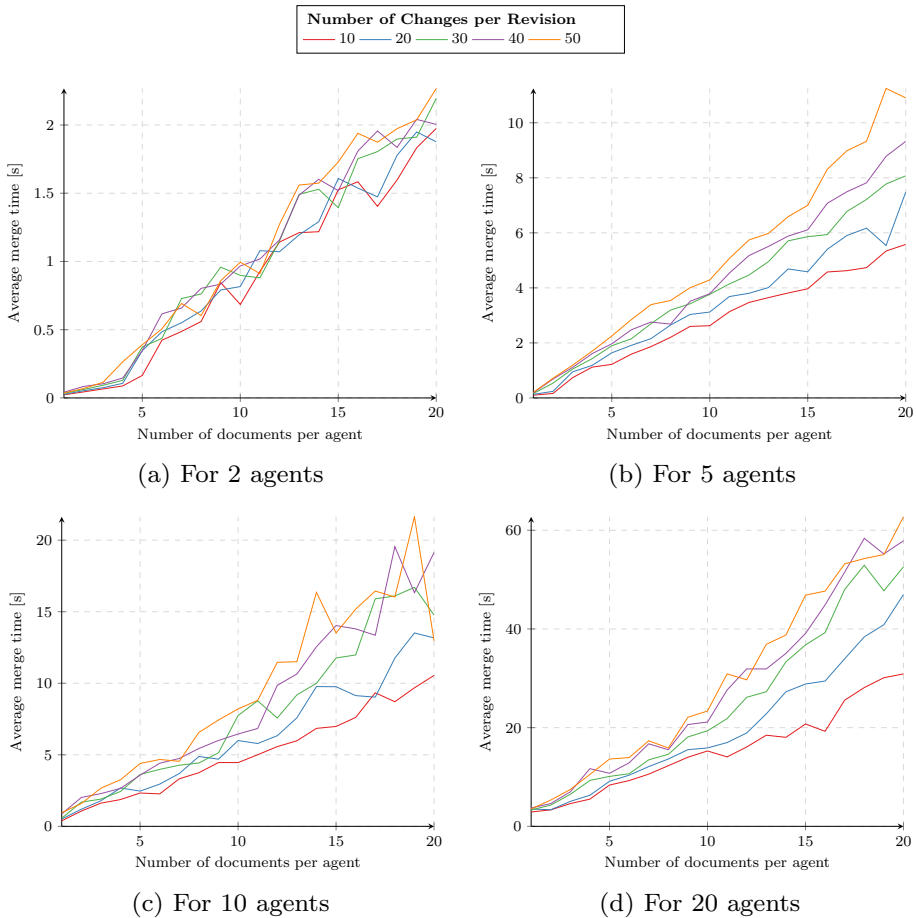 Number of Changes per Revision
10 20 30 40 50
2
1.5
1
0.5
0
5 10 15 20
Average merge time [s]
Number of documents per agent
(a) For 2 agents
10
8
6
4
2
0
5 10 15 20
Average merge time [s]
Number of documents per agent
(b) For 5 agents
20
15
10
5
0
5 10 15 20
Average merge time [s]
Number of documents per agent
(c) For 10 agents
60
40
20
0
5 10 15 20
Average merge time [s]
Number of documents per agent
(d) For 20 agents